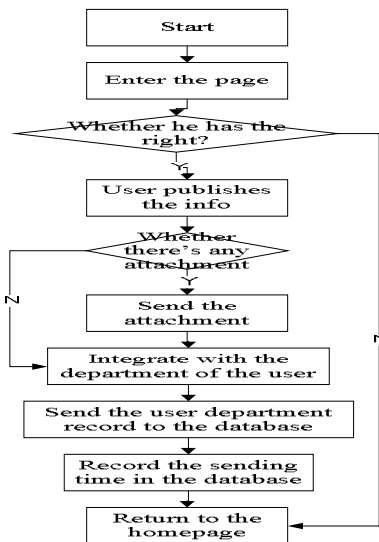 Start
Enter the page
Whether he has the
right?
Y
User publishes
the info
Whether
there's any
attachment
Y
N
Send the
attachment
N
Integrate with the
department of the user
Send the user department
record to the database
Record the sending
time in the database
Return to the
homepage